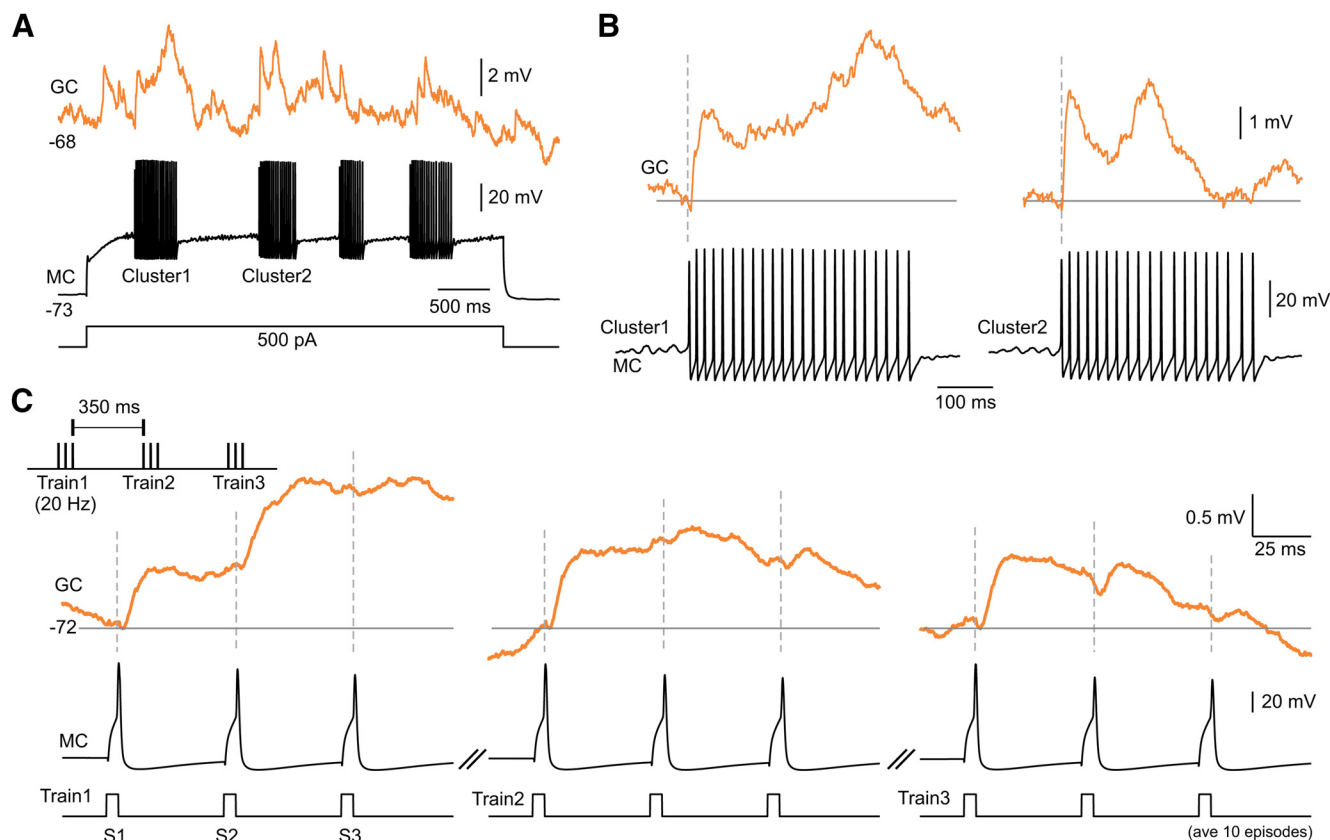 A
GC
-68
2 mV
20 mV
MC
-73
Cluster1
Cluster2
500 ms
500 pA
B
GC
1 mV
Cluster1
MC
Cluster2
20 mV
100 ms
C
350 ms
Train1
(20 Hz)
Train2
Train3
GC
-72
0.5 mV
25 ms
MC
20 mV
Train1
Train2
Train3
S1
S2
S3
(ave 10 episodes)